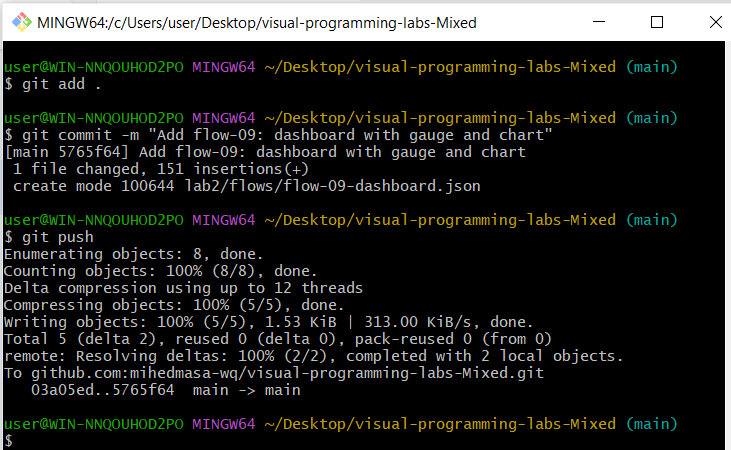 MINGW64:/c/Users/user/Desktop/visual-programming-labs-Mixed
user@WIN-NNQOUHOD2PO MINGW64 ~/Desktop/visual-programming-labs-Mixed (main)
$ git add .
user@WIN-NNQOUHOD2PO MINGW64 ~/Desktop/visual-programming-labs-Mixed (main)
$ git commit -m "Add flow-09: dashboard with gauge and chart"
[main 5765f64] Add flow-09: dashboard with gauge and chart
 1 file changed, 151 insertions(+)
 create mode 100644 lab2/flows/flow-09-dashboard.json
user@WIN-NNQOUHOD2PO MINGW64 ~/Desktop/visual-programming-labs-Mixed (main)
$ git push
Enumerating objects: 8, done.
Counting objects: 100% (8/8), done.
Delta compression using up to 12 threads
Compressing objects: 100% (5/5), done.
Writing objects: 100% (5/5), 1.53 KiB | 313.00 KiB/s, done.
Total 5 (delta 2), reused 0 (delta 0), pack-reused 0 (from 0)
remote: Resolving deltas: 100% (2/2), completed with 2 local objects.
To github.com:mihedmasa-wq/visual-programming-labs-Mixed.git
   03a05ed..5765f64  main -> main
user@WIN-NNQOUHOD2PO MINGW64 ~/Desktop/visual-programming-labs-Mixed (main)
$